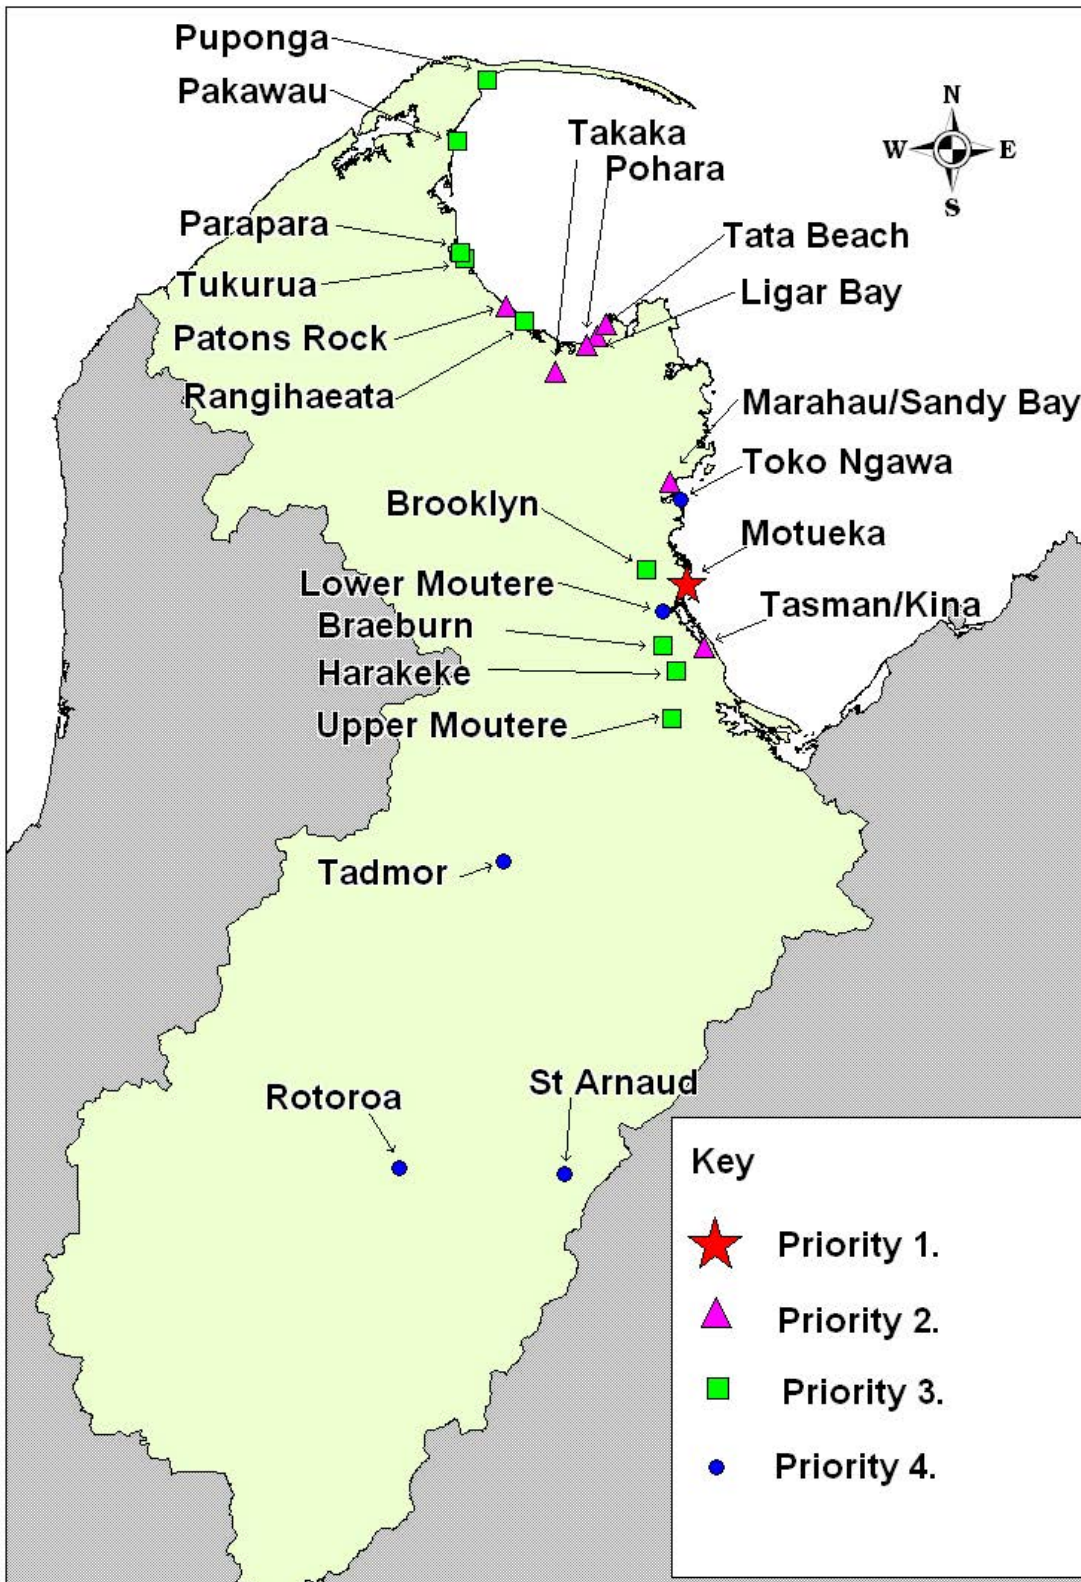 Puponga
Pakawau
N
Takaka
W E
Pohara
S
Parapara
Tata Beach
Tukurua
Ligar Bay
Patons Rock
Rangihaeata
Marahau/Sandy Bay
Toko Ngawa
Brooklyn
Motueka
Lower Moutere
Tasman/Kina
Braeburn
Harakeke
Upper Moutere
Tadmor
St Arnaud
Rotoroa
Key
Priority 1.
Priority 2.
Priority 3.
Priority 4.